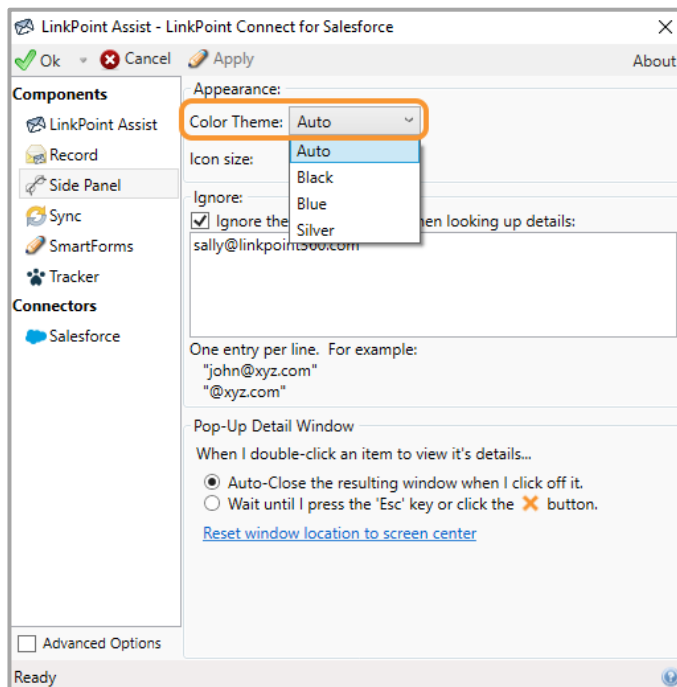 LinkPoint Assist - LinkPoint Connect for Salesforce
Ok Cancel Apply About
Components
LinkPoint Assist
Record
Side Panel
Sync
SmartForms
Tracker
Connectors
Salesforce
Advanced Options
Appearance:
Color Theme: Auto
Auto
Black
Blue
Silver
Icon size:
Ignore:
Ignore the looking up details:
sally@linkpoint360.com
One entry per line. For example:
"john@xyz.com"
"@xyz.com"
Pop-Up Detail Window
When I double-click an item to view it's details...
Auto-Close the resulting window when I click off it.
Wait until I press the 'Esc' key or click the button.
Reset window location to screen center
Ready